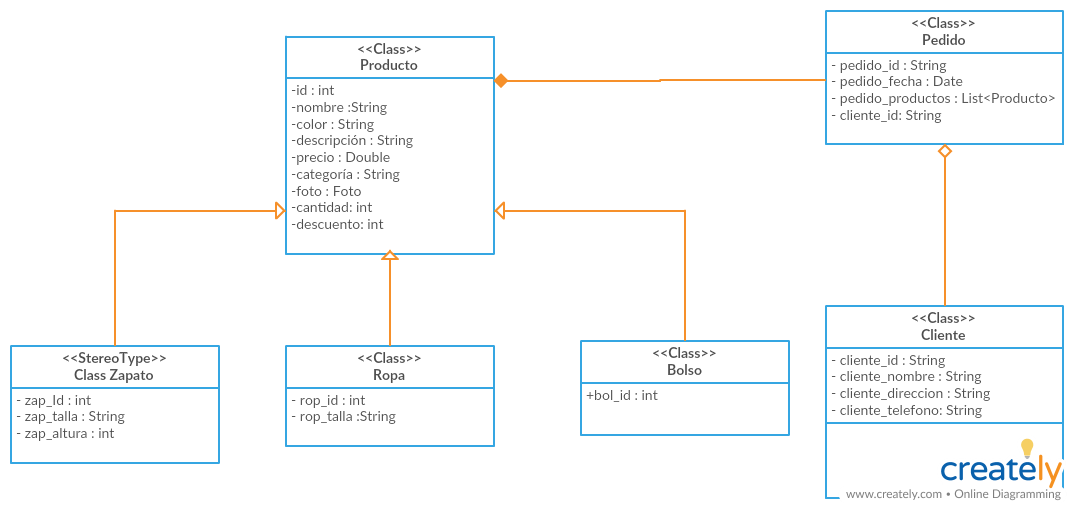 <<Class>>
Producto
-id : int
-nombre :String
-color : String
-descripción : String
-precio : Double
-categoría : String
-foto : Foto
-cantidad: int
-descuento: int
<<Class>>
Pedido
- pedido_id : String
- pedido_fecha : Date
- pedido_productos : List<Producto>
- cliente_id: String
<<StereoType>>
Class Zapato
- zap_Id : int
- zap_talla : String
- zap_altura : int
<<Class>>
Ropa
- rop_id : int
- rop_talla :String
<<Class>>
Bolso
+bol_id : int
<<Class>>
Cliente
- cliente_id : String
- cliente_nombre : String
- cliente_direccion : String
- cliente_telefono: String
creately
www.creately.com • Online Diagramming